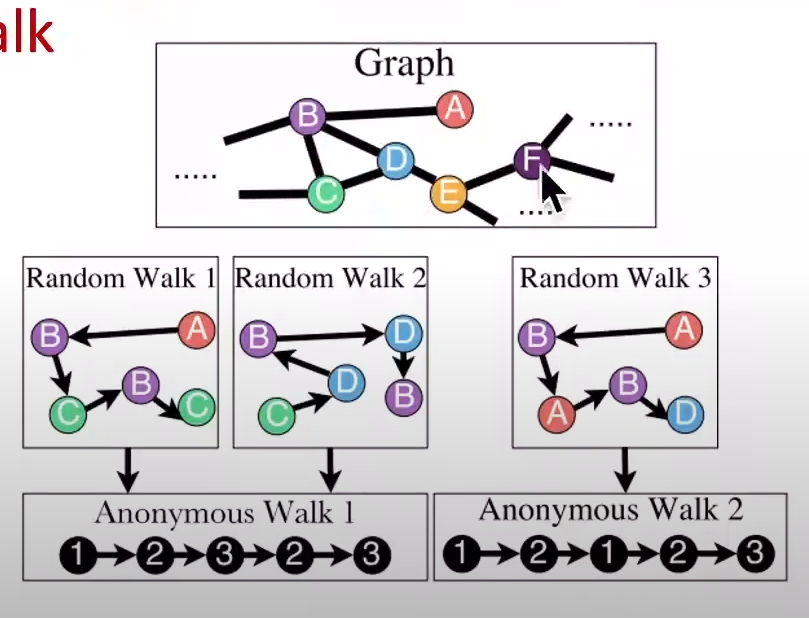 alk
Graph
B
A
D
C
E
F
.....
.....
.....
Random Walk 1
B
A
C
B
C
Random Walk 2
B
D
D
C
B
Random Walk 3
B
A
A
B
D
Anonymous Walk 1
1 2 3 2 3
Anonymous Walk 2
1 2 1 2 3